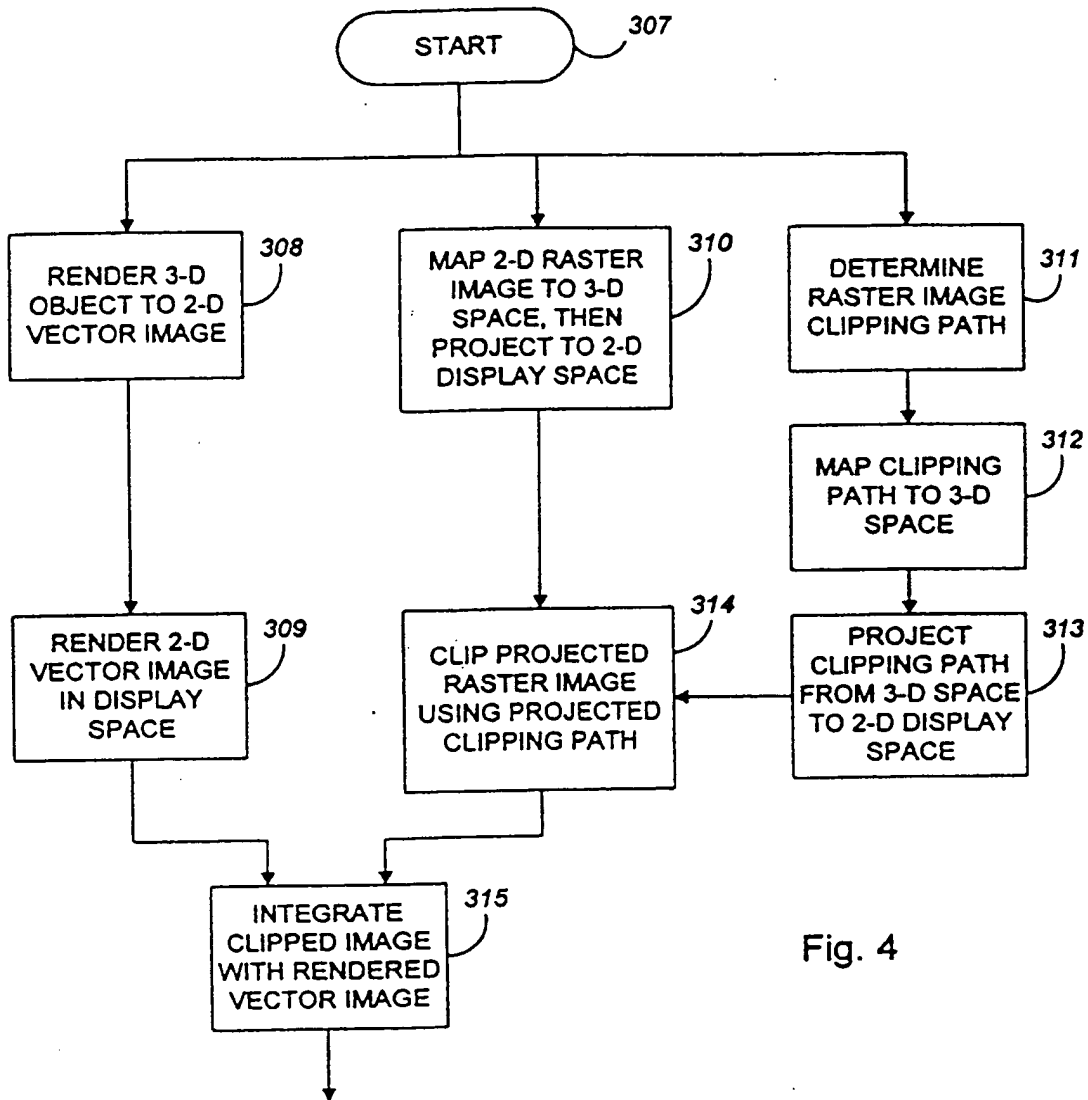 START
307
RENDER 3-D
OBJECT TO 2-D
VECTOR IMAGE
308
MAP 2-D RASTER
IMAGE TO 3-D
SPACE, THEN
PROJECT TO 2-D
DISPLAY SPACE
310
DETERMINE
RASTER IMAGE
CLIPPING PATH
311
MAP CLIPPING
PATH TO 3-D
SPACE
312
RENDER 2-D
VECTOR IMAGE
IN DISPLAY
SPACE
309
CLIP PROJECTED
RASTER IMAGE
USING PROJECTED
CLIPPING PATH
314
PROJECT
CLIPPING PATH
FROM 3-D SPACE
TO 2-D DISPLAY
SPACE
313
INTEGRATE
CLIPPED IMAGE
WITH RENDERED
VECTOR IMAGE
315
Fig. 4